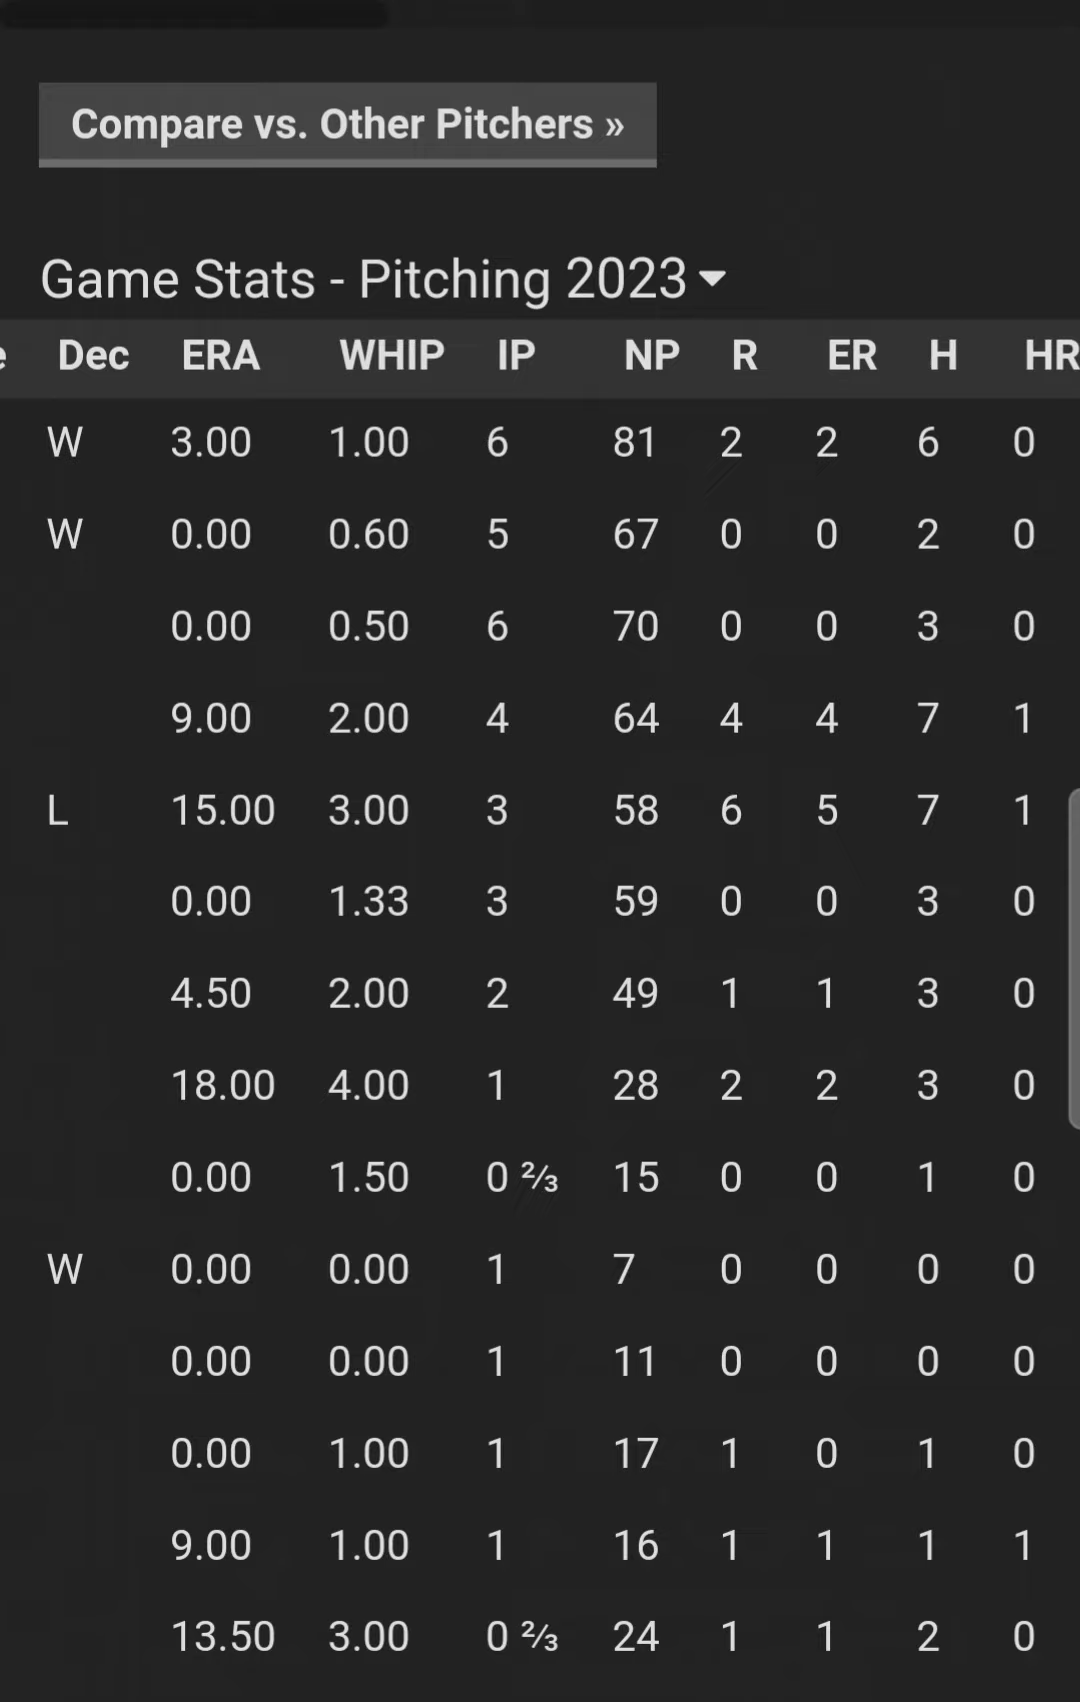 Compare vs. Other Pitchers »
Game Stats - Pitching 2023
e Dec ERA WHIP IP NP R ER H HR
W 3.00 1.00 6 81 2 2 6 0
W 0.00 0.60 5 67 0 0 2 0
0.00 0.50 6 70 0 0 3 0
9.00 2.00 4 64 4 4 7 1
L 15.00 3.00 3 58 6 5 7 1
0.00 1.33 3 59 0 0 3 0
4.50 2.00 2 49 1 1 3 0
18.00 4.00 1 28 2 2 3 0
0.00 1.50 0 ⅔ 15 0 0 1 0
W 0.00 0.00 1 7 0 0 0 0
0.00 0.00 1 11 0 0 0 0
0.00 1.00 1 17 1 0 1 0
9.00 1.00 1 16 1 1 1 1
13.50 3.00 0 ⅔ 24 1 1 2 0